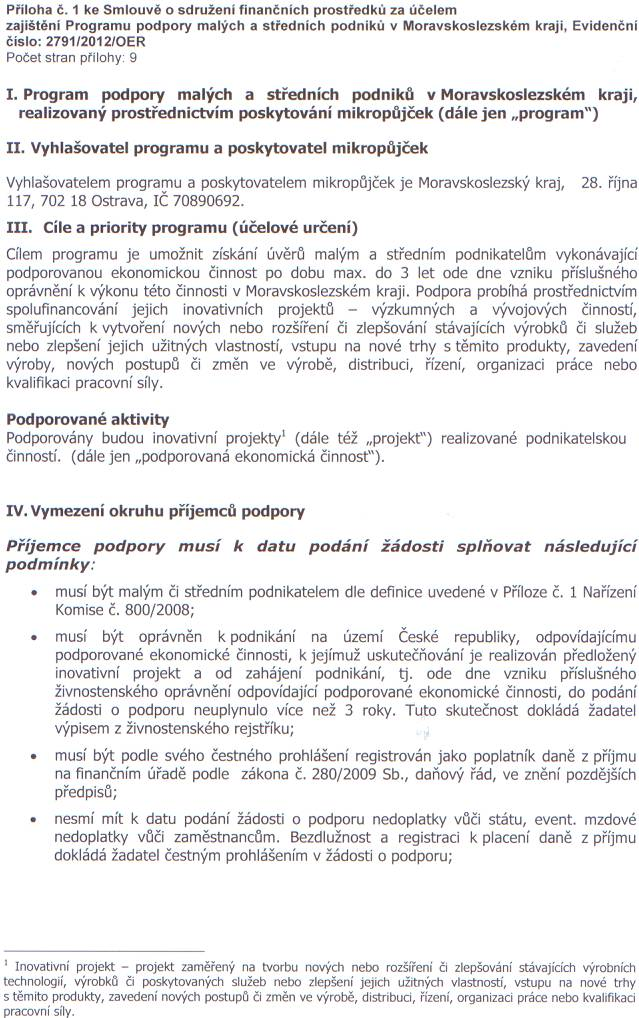 Příloha č. 1 ke Smlouvě o sdružení finančních prostředků za účelem
zajištění Programu podpory malých a středních podniků v Moravskoslezském kraji, Evidenční
číslo: 2791/2012/OER
Počet stran přílohy: 9
I. Program podpory malých a středních podniků v Moravskoslezském kraji,
realizovaný prostřednictvím poskytování mikropůjček (dále jen „program")
II. Vyhlašovatel programu a poskytovatel mikropůjček
Vyhlašovatelem programu a poskytovatelem mikropůjček je Moravskoslezský kraj, 28. října
117, 702 18 Ostrava, IČ 70890692.
III. Cíle a priority programu (účelové určení)
Cílem programu je umožnit získání úvěrů malým a středním podnikatelům vykonávající
podporovanou ekonomickou činnost po dobu max. do 3 let ode dne vzniku příslušného
oprávnění k výkonu této činnosti v Moravskoslezském kraji. Podpora probíhá prostřednictvím
spolufinancování jejich inovativních projektů – výzkumných a vývojových činností,
směřujících k vytvoření nových nebo rozšíření či zlepšování stávajících výrobků či služeb
nebo zlepšení jejich užitných vlastností, vstupu na nové trhy s těmito produkty, zavedení
výroby, nových postupů či změn ve výrobě, distribuci, řízení, organizaci práce nebo
kvalifikaci pracovní síly.
Podporované aktivity
Podporovány budou inovativní projekty¹ (dále též „projekt") realizované podnikatelskou
činností. (dále jen „podporovaná ekonomická činnost").
IV. Vymezení okruhu příjemců podpory
Příjemce podpory musí k datu podání žádosti splňovat následující
podmínky:
• musí být malým či středním podnikatelem dle definice uvedené v Příloze č. 1 Nařízení
Komise č. 800/2008;
• musí být oprávněn k podnikání na území České republiky, odpovídajícímu
podporované ekonomické činnosti, k jejímuž uskutečňování je realizován předložený
inovativní projekt a od zahájení podnikání, tj. ode dne vzniku příslušného
živnostenského oprávnění odpovídající podporované ekonomické činnosti, do podání
žádosti o podporu neuplynulo více než 3 roky. Tuto skutečnost dokládá žadatel
výpisem z živnostenského rejstříku;
• musí být podle svého čestného prohlášení registrován jako poplatník daně z příjmu
na finančním úřadě podle zákona č. 280/2009 Sb., daňový řád, ve znění pozdějších
předpisů;
• nesmí mít k datu podání žádosti o podporu nedoplatky vůči státu, event. mzdové
nedoplatky vůči zaměstnancům. Bezdlužnost a registraci k placení daně z příjmu
dokládá žadatel čestným prohlášením v žádosti o podporu;
¹ Inovativní projekt – projekt zaměřený na tvorbu nových nebo rozšíření či zlepšování stávajících výrobních
technologií, výrobků či poskytovaných služeb nebo zlepšení jejich užitných vlastností, vstupu na nové trhy
s těmito produkty, zavedení nových postupů či změn ve výrobě, distribuci, řízení, organizaci práce nebo kvalifikaci
pracovní síly.